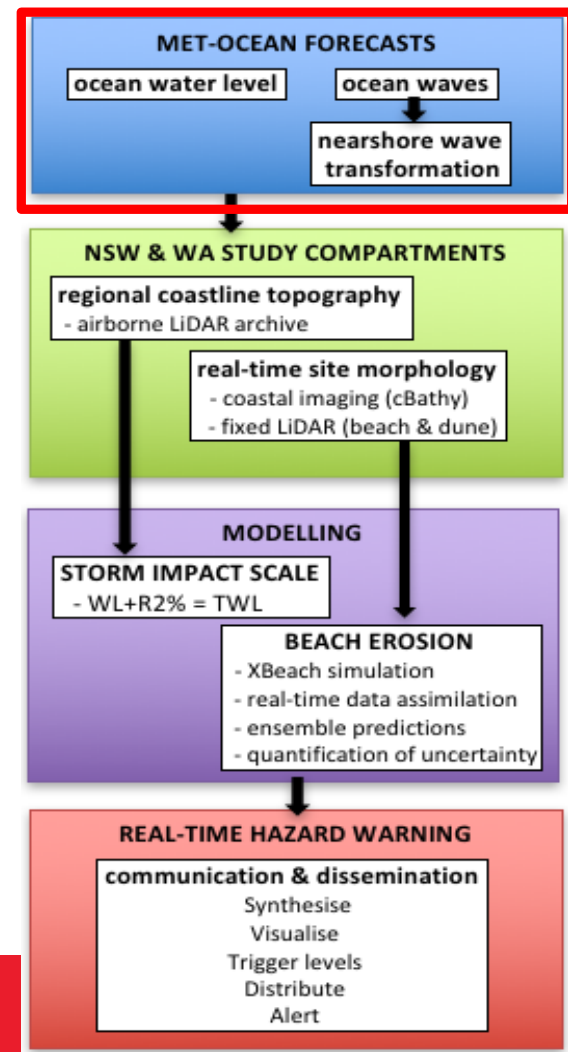 MET-OCEAN FORECASTS
ocean water level
ocean waves
nearshore wave
transformation
NSW & WA STUDY COMPARTMENTS
regional coastline topography
- airborne LiDAR archive
real-time site morphology
- coastal imaging (cBathy)
- fixed LiDAR (beach & dune)
MODELLING
STORM IMPACT SCALE
- WL+R2% = TWL
BEACH EROSION
- XBeach simulation
- real-time data assimilation
- ensemble predictions
- quantification of uncertainty
REAL-TIME HAZARD WARNING
communication & dissemination
Synthesise
Visualise
Trigger levels
Distribute
Alert